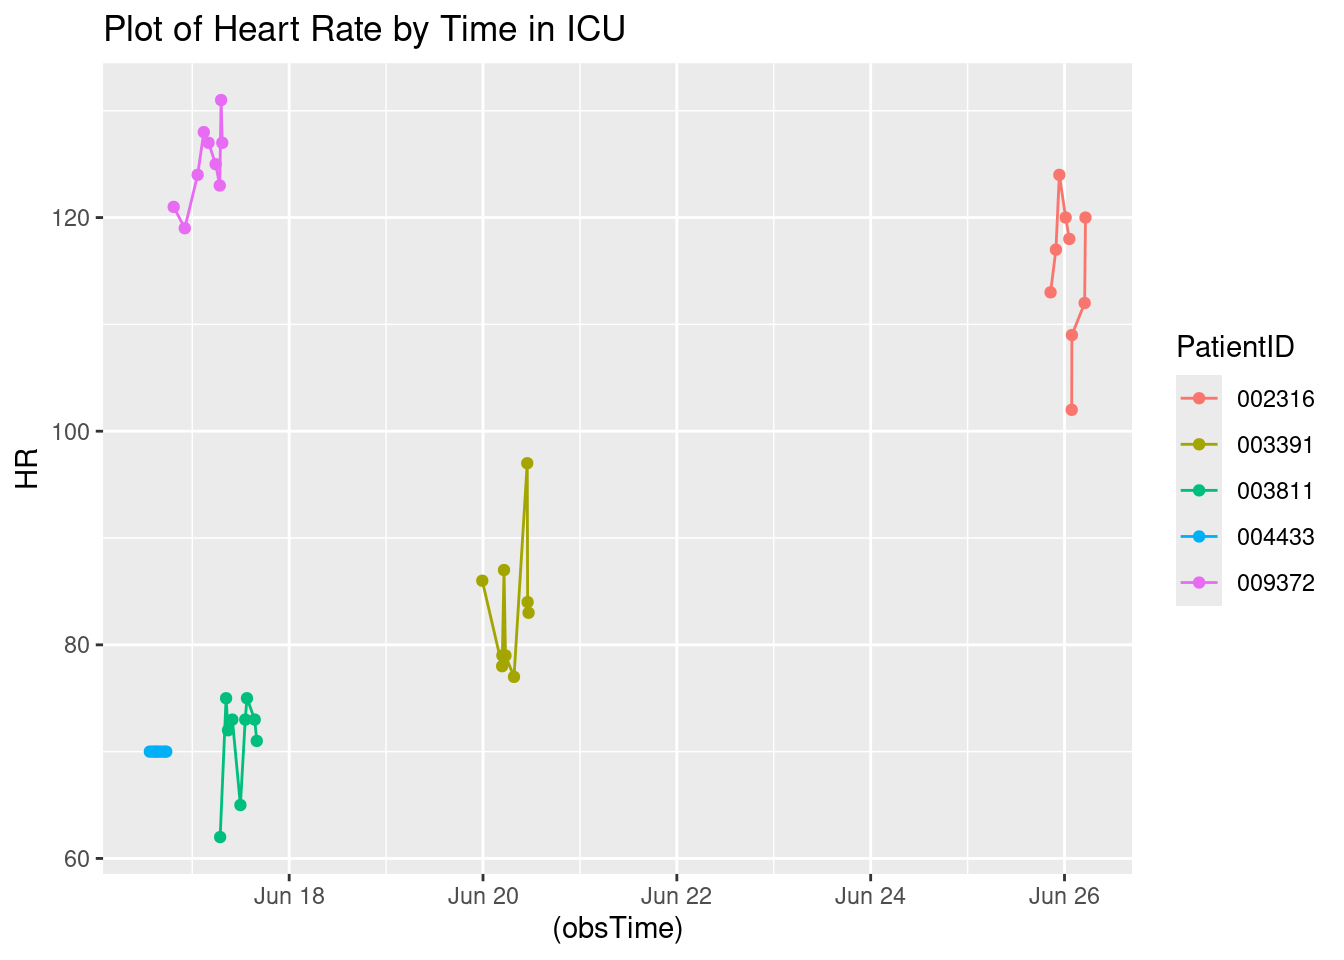 Plot of Heart Rate by Time in ICU
120
100
80
60
HR
Jun 18
Jun 20
Jun 22
Jun 24
Jun 26
(obsTime)
PatientID
002316
003391
003811
004433
009372